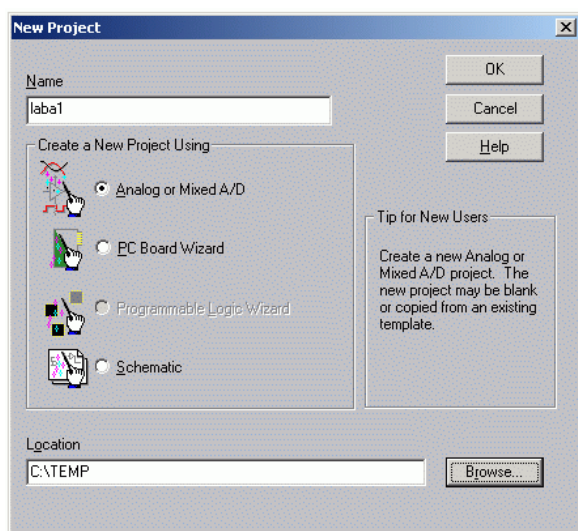 New Project
Name
laba1
OK
Cancel
Help
Create a New Project Using
Analog or Mixed A/D
PC Board Wizard
Programmable Logic Wizard
Schematic
Tip for New Users
Create a new Analog or
Mixed A/D project. The
new project may be blank
or copied from an existing
template.
Location
C:\TEMP
Browse...